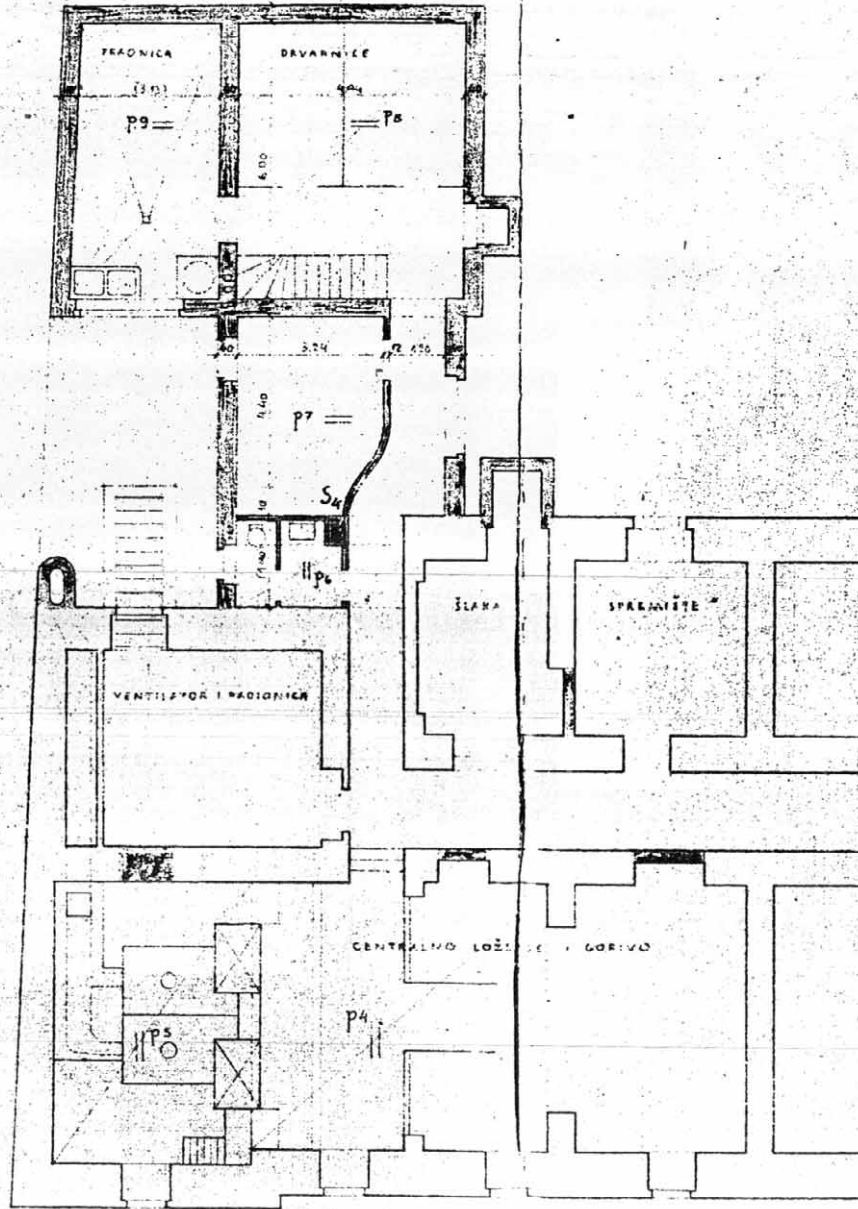 PRAONICA
DRVARNICE
p9
p8
6.00
40
3.24
4.40
p7
S4
p6
ŠLAKA
SPREMIŠTE
VENTILATOR I RADIONICA
CENTRALNO LOŽENJE I GORIVO
p5
p4